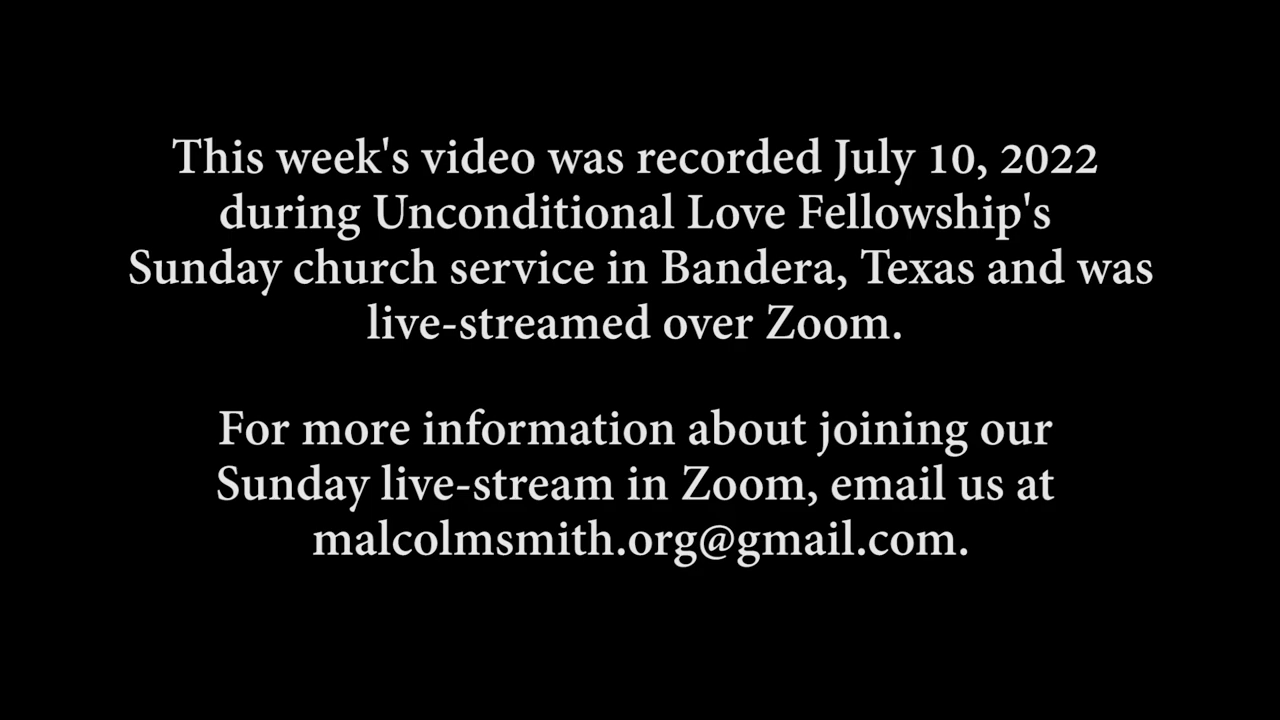 This week's video was recorded July 10, 2022
during Unconditional Love Fellowship's
Sunday church service in Bandera, Texas and was
live-streamed over Zoom.
For more information about joining our
Sunday live-stream in Zoom, email us at
malcolmsmith.org@gmail.com.